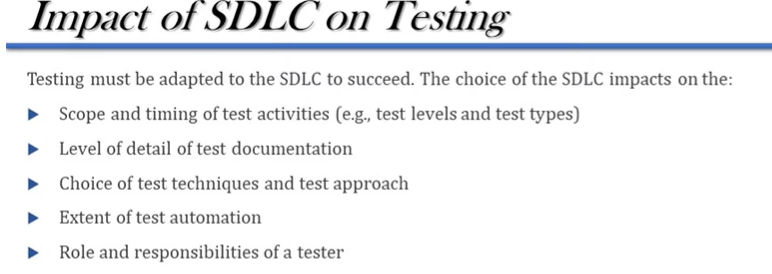 Impact of SDLC on Testing
Testing must be adapted to the SDLC to succeed. The choice of the SDLC impacts on the:
Scope and timing of test activities (e.g., test levels and test types)
Level of detail of test documentation
Choice of test techniques and test approach
Extent of test automation
Role and responsibilities of a tester